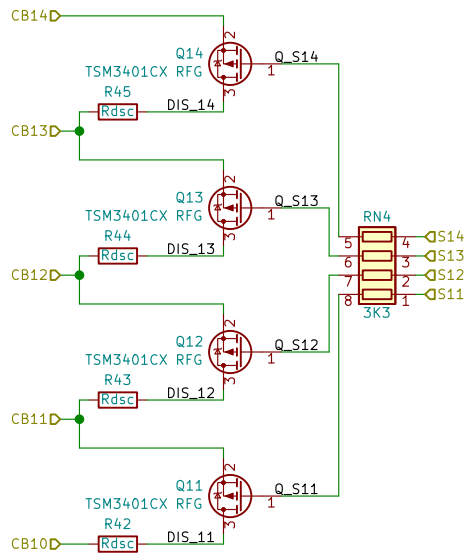 CB14
2
Q14
Q_S14
TSM3401CX RFG
1
R45
3
DIS_14
Rdsc
CB13
2
Q13
Q_S13
TSM3401CX RFG
1
RN4
R44
3
DIS_13
5
4
S14
Rdsc
6
3
S13
CB12
7
2
S12
8
1
S11
3K3
2
Q12
Q_S12
TSM3401CX RFG
1
R43
3
DIS_12
Rdsc
CB11
2
Q11
Q_S11
TSM3401CX RFG
1
R42
3
DIS_11
CB10
Rdsc